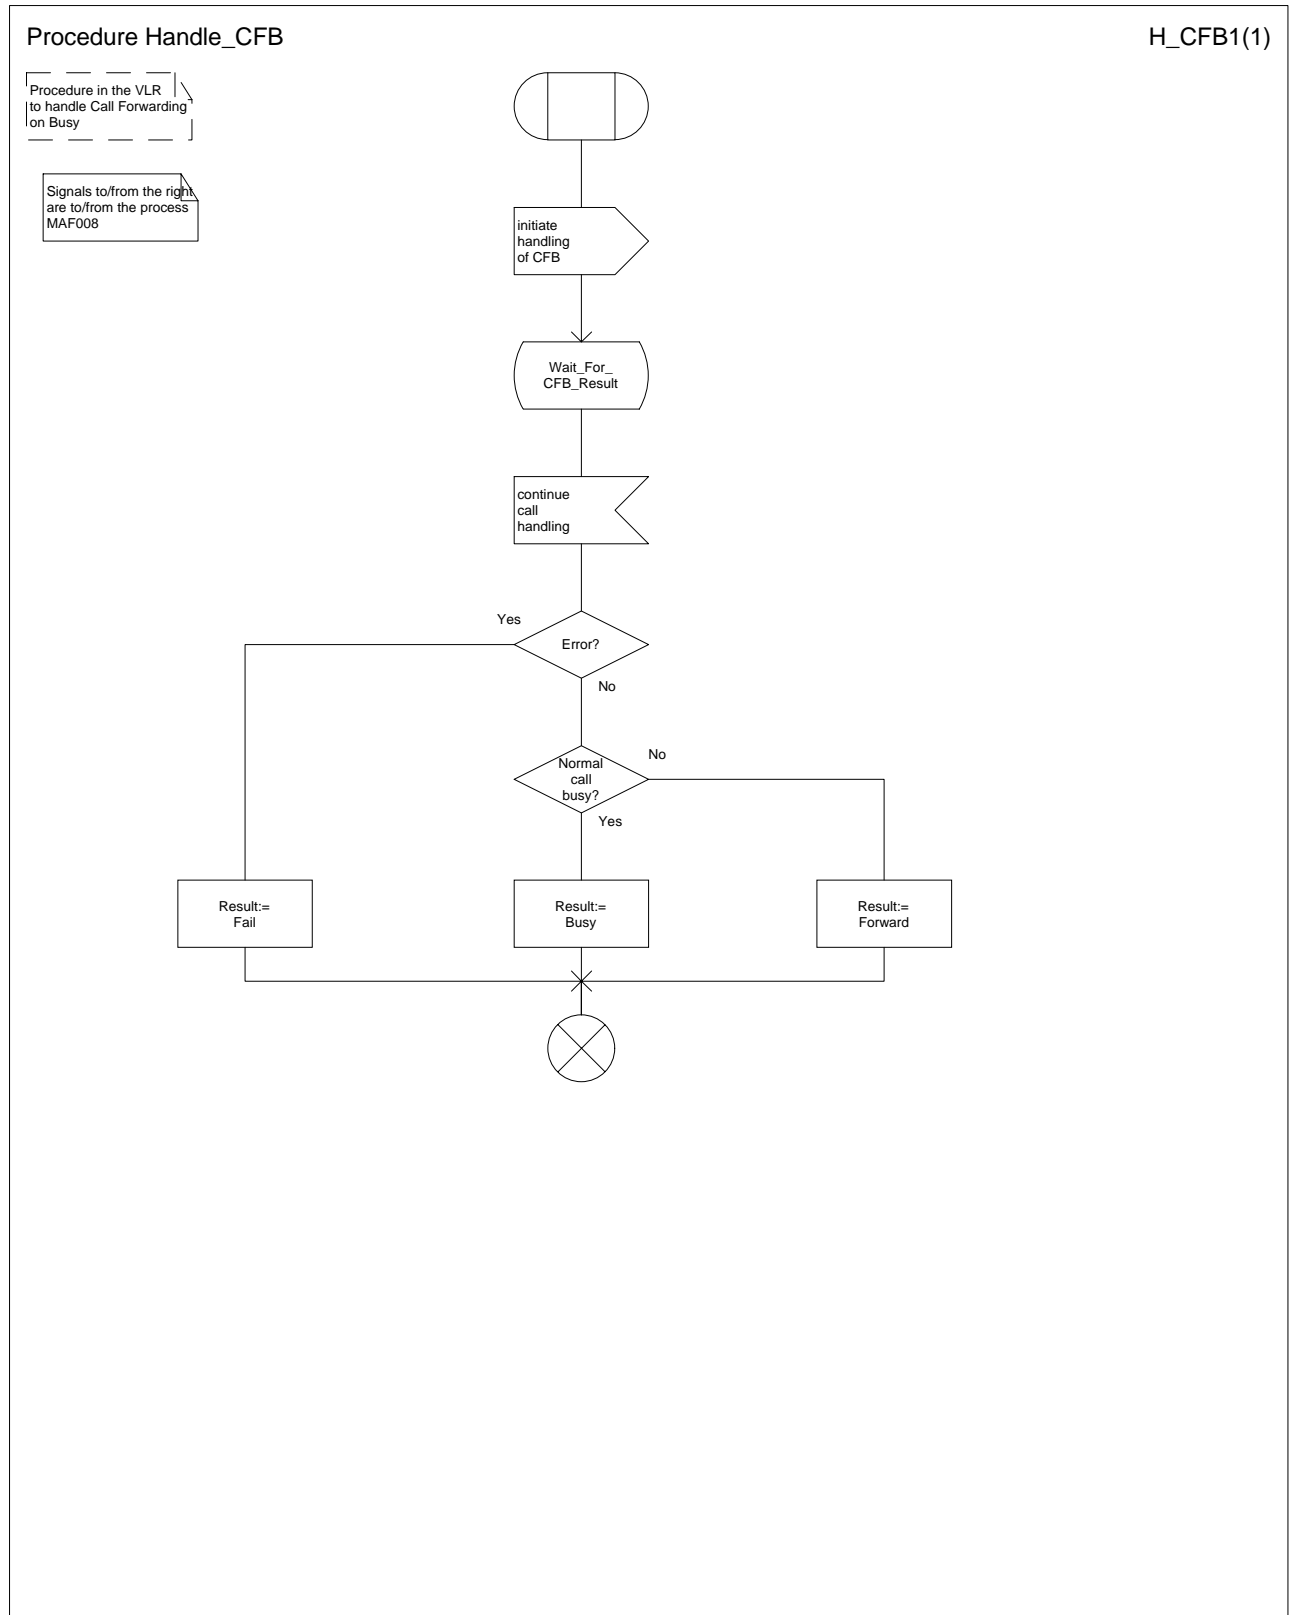 Procedure Handle_CFB
H_CFB1(1)
Procedure in the VLR
to handle Call Forwarding
on Busy
Signals to/from the right
are to/from the process
MAF008
initiate
handling
of CFB
Wait_For_
CFB_Result
continue
call
handling
Yes
Error?
No
No
Normal
call
busy?
Yes
Result:=
Fail
Result:=
Busy
Result:=
Forward